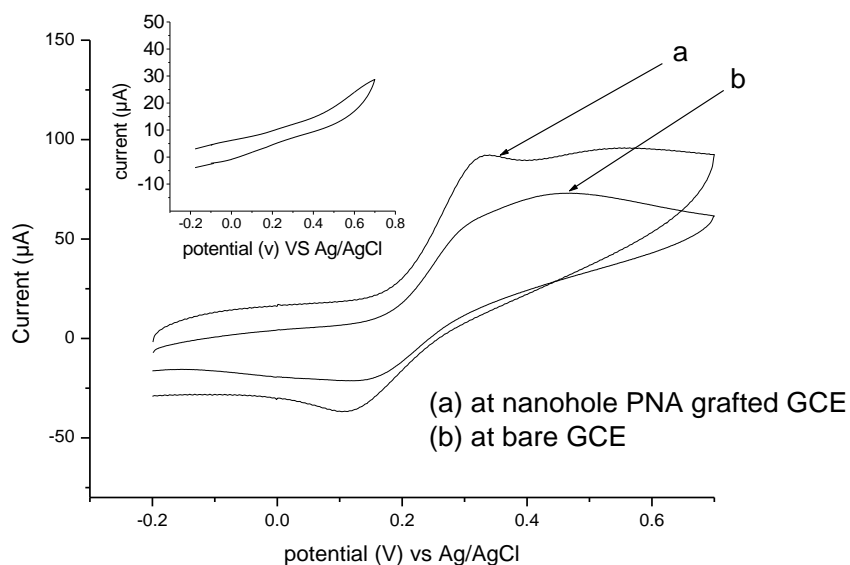 150
100
50
0
-50
Current (µA)
-0.2
0.0
0.2
0.4
0.6
potential (V) vs Ag/AgCl
50
40
30
20
10
0
-10
current (µA)
-0.2
0.0
0.2
0.4
0.6
0.8
potential (v) VS Ag/AgCl
a
b
(a) at nanohole PNA grafted GCE
(b) at bare GCE